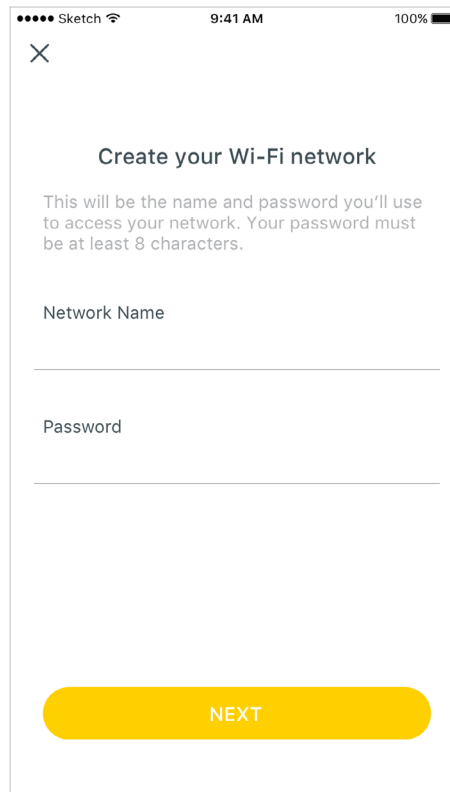 ●●●●● Sketch 9:41 AM 100%
Create your Wi-Fi network
This will be the name and password you’ll use
to access your network. Your password must
be at least 8 characters.
Network Name
Password
NEXT